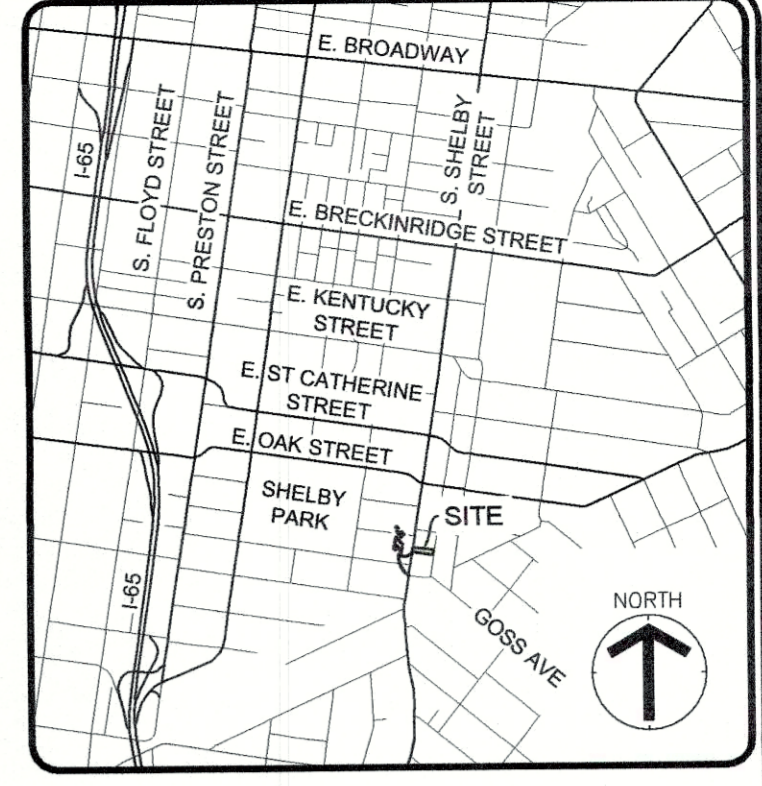 E. BROADWAY
S. SHELBY
STREET
I-65
S. FLOYD STREET
S. PRESTON STREET
E. BRECKINRIDGE STREET
E. KENTUCKY
STREET
E. ST CATHERINE
STREET
E. OAK STREET
SHELBY
PARK
SITE
I-65
GOSS AVE
NORTH